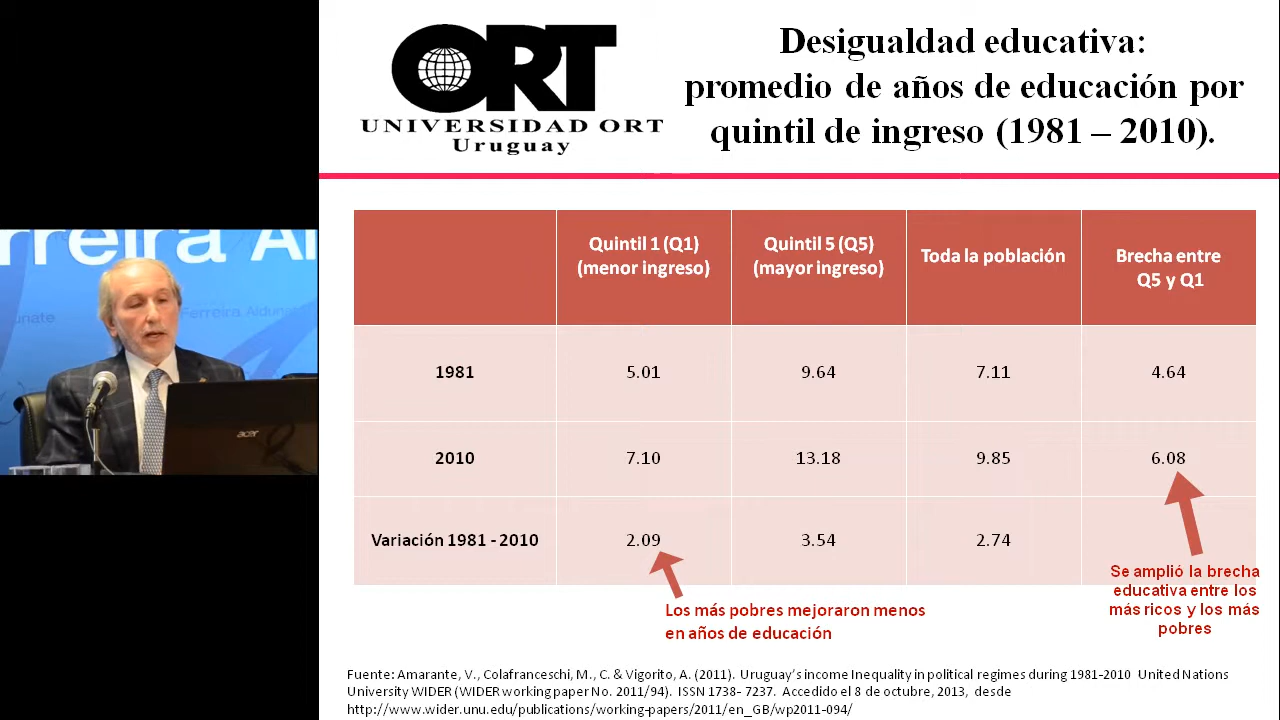 ORT
UNIVERSIDAD ORT
Uruguay
Desigualdad educativa:
promedio de años de educación por
quintil de ingreso (1981 – 2010).
Ferreira Aldunate
acer
Quintil 1 (Q1)
(menor ingreso)
Quintil 5 (Q5)
(mayor ingreso)
Toda la población
Brecha entre
Q5 y Q1
1981 5.01 9.64 7.11 4.64
2010 7.10 13.18 9.85 6.08
Variación 1981 - 2010 2.09 3.54 2.74
Los más pobres mejoraron menos
en años de educación
Se amplió la brecha
educativa entre los
más ricos y los más
pobres
Fuente: Amarante, V., Colafranceschi, M., C. & Vigorito, A. (2011). Uruguay's income Inequality in political regimes during 1981-2010 United Nations
University WIDER (WIDER working paper No. 2011/94). ISSN 1738- 7237. Accedido el 8 de octubre, 2013, desde
http://www.wider.unu.edu/publications/working-papers/2011/en_GB/wp2011-094/